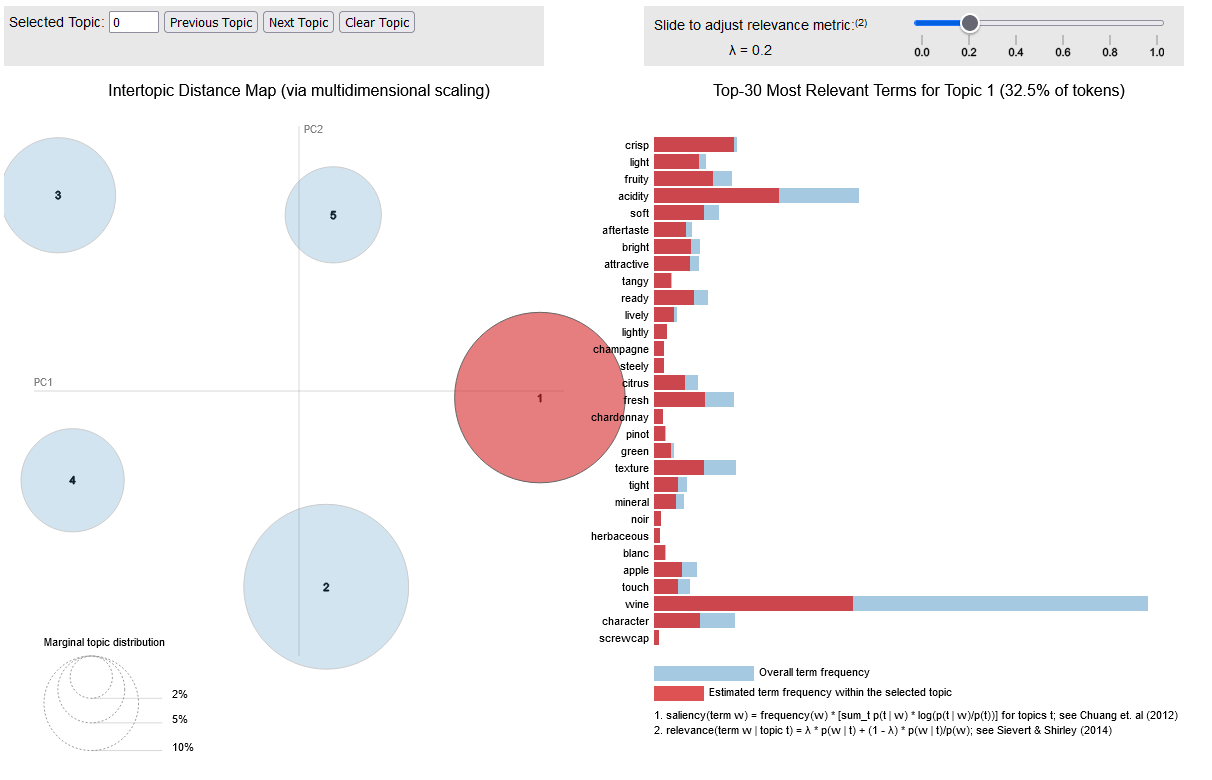 Selected Topic: 0 Previous Topic Next Topic Clear Topic
Slide to adjust relevance metric:(2)
λ = 0.2
0.0 0.2 0.4 0.6 0.8 1.0
Intertopic Distance Map (via multidimensional scaling)
PC2
3
5
PC1
1
4
2
Marginal topic distribution
2%
5%
10%
Top-30 Most Relevant Terms for Topic 1 (32.5% of tokens)
crisp
light
fruity
acidity
soft
aftertaste
bright
attractive
tangy
ready
lively
lightly
champagne
steely
citrus
fresh
chardonnay
pinot
green
texture
tight
mineral
noir
herbaceous
blanc
apple
touch
wine
character
screwcap
Overall term frequency
Estimated term frequency within the selected topic
1. saliency(term w) = frequency(w) * [sum_t p(t | w) * log(p(t | w)/p(t))] for topics t; see Chuang et. al (2012)
2. relevance(term w | topic t) = λ * p(w | t) + (1 - λ) * p(w | t)/p(w); see Sievert & Shirley (2014)